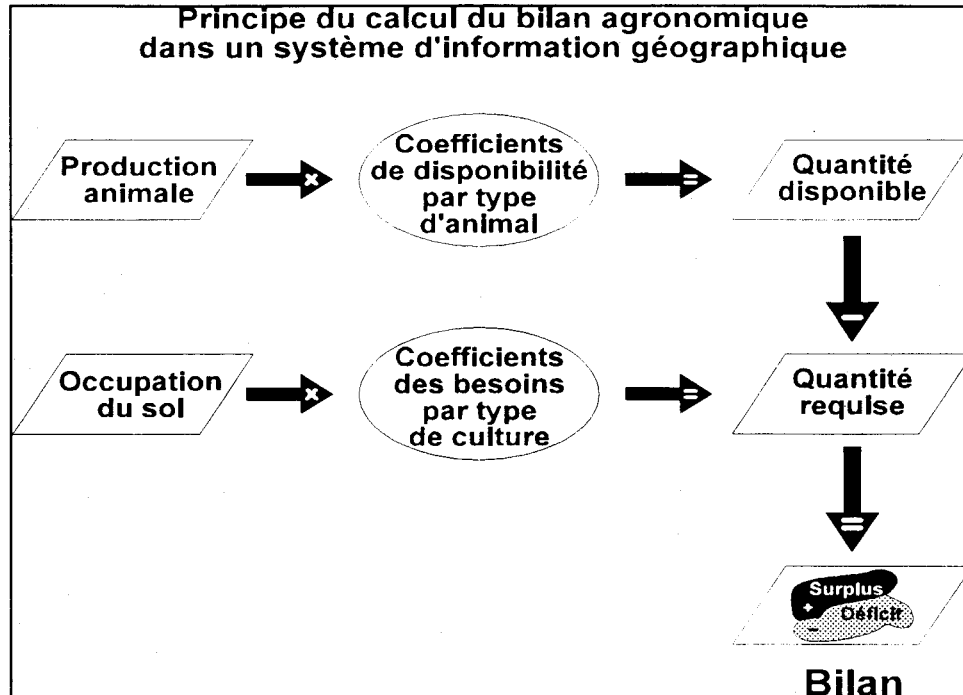 Principe du calcul du bilan agronomique
dans un système d'information géographique
Production
animale
×
Coefficients
de disponibilité
par type
d'animal
=
Quantité
disponible
−
Occupation
du sol
×
Coefficients
des besoins
par type
de culture
=
Quantité
requise
=
Surplus
+
Déficit
−
Bilan